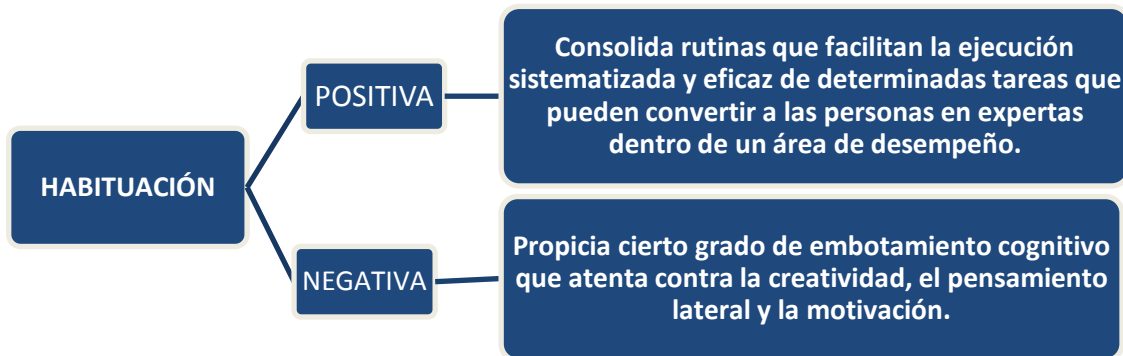 HABITUACIÓN
POSITIVA
Consolida rutinas que facilitan la ejecución
sistematizada y eficaz de determinadas tareas que
pueden convertir a las personas en expertas
dentro de un área de desempeño.
NEGATIVA
Propicia cierto grado de embotamiento cognitivo
que atenta contra la creatividad, el pensamiento
lateral y la motivación.